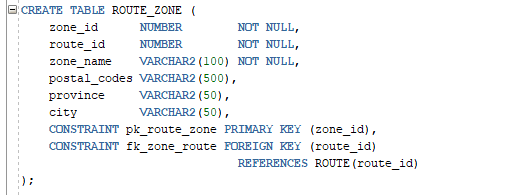 CREATE TABLE ROUTE_ZONE (
    zone_id      NUMBER        NOT NULL,
    route_id     NUMBER        NOT NULL,
    zone_name    VARCHAR2(100) NOT NULL,
    postal_codes VARCHAR2(500),
    province     VARCHAR2(50),
    city         VARCHAR2(50),
    CONSTRAINT pk_route_zone PRIMARY KEY (zone_id),
    CONSTRAINT fk_zone_route FOREIGN KEY (route_id)
                               REFERENCES ROUTE(route_id)
);